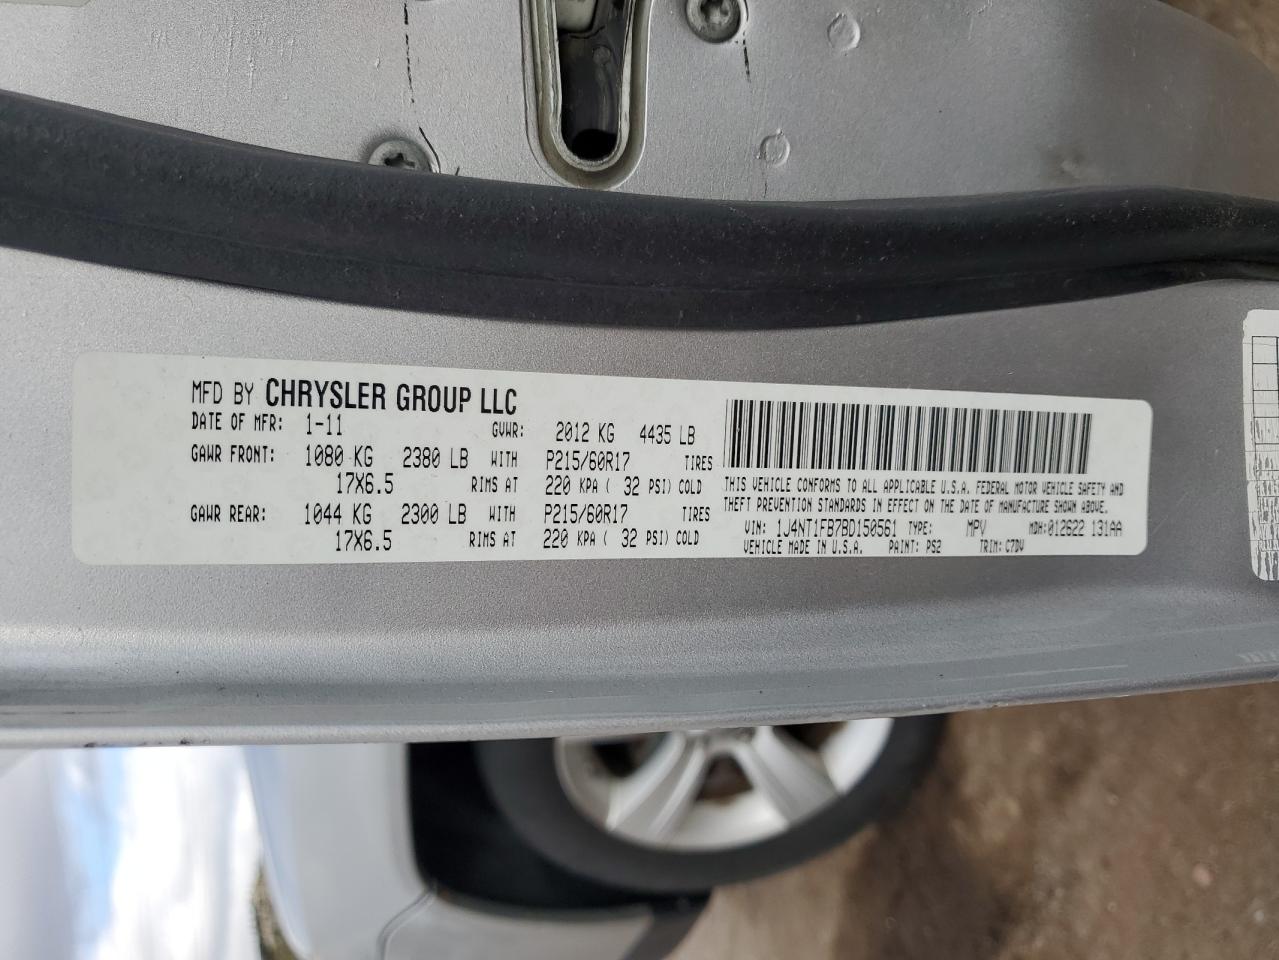 MFD BY CHRYSLER GROUP LLC
DATE OF MFR: 1-11 GVWR: 2012 KG 4435 LB
GAWR FRONT: 1080 KG 2380 LB WITH P215/60R17 TIRES
17X6.5 RIMS AT 220 KPA ( 32 PSI) COLD
GAWR REAR: 1044 KG 2300 LB WITH P215/60R17 TIRES
17X6.5 RIMS AT 220 KPA ( 32 PSI) COLD
THIS VEHICLE CONFORMS TO ALL APPLICABLE U.S.A. FEDERAL MOTOR VEHICLE SAFETY AND
THEFT PREVENTION STANDARDS IN EFFECT ON THE DATE OF MANUFACTURE SHOWN ABOVE.
VIN: 1J4NT1FB7BD150561 TYPE: MPV MDH:012622 131AA
VEHICLE MADE IN U.S.A. PAINT: PS2 TRIM: C7DV